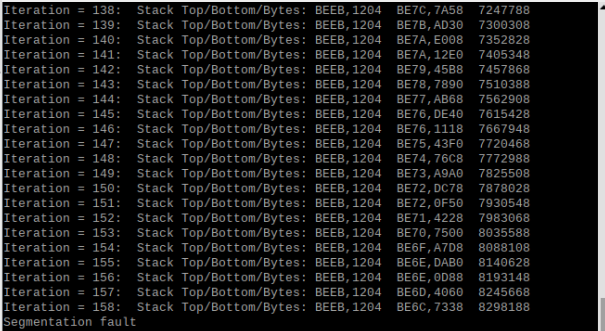 Iteration = 138:  Stack Top/Bottom/Bytes: BEEB,1204  BE7C,7A58  7247788
Iteration = 139:  Stack Top/Bottom/Bytes: BEEB,1204  BE7B,AD30  7300308
Iteration = 140:  Stack Top/Bottom/Bytes: BEEB,1204  BE7A,E008  7352828
Iteration = 141:  Stack Top/Bottom/Bytes: BEEB,1204  BE7A,12E0  7405348
Iteration = 142:  Stack Top/Bottom/Bytes: BEEB,1204  BE79,45B8  7457868
Iteration = 143:  Stack Top/Bottom/Bytes: BEEB,1204  BE78,7890  7510388
Iteration = 144:  Stack Top/Bottom/Bytes: BEEB,1204  BE77,AB68  7562908
Iteration = 145:  Stack Top/Bottom/Bytes: BEEB,1204  BE76,DE40  7615428
Iteration = 146:  Stack Top/Bottom/Bytes: BEEB,1204  BE76,1118  7667948
Iteration = 147:  Stack Top/Bottom/Bytes: BEEB,1204  BE75,43F0  7720468
Iteration = 148:  Stack Top/Bottom/Bytes: BEEB,1204  BE74,76C8  7772988
Iteration = 149:  Stack Top/Bottom/Bytes: BEEB,1204  BE73,A9A0  7825508
Iteration = 150:  Stack Top/Bottom/Bytes: BEEB,1204  BE72,DC78  7878028
Iteration = 151:  Stack Top/Bottom/Bytes: BEEB,1204  BE72,0F50  7930548
Iteration = 152:  Stack Top/Bottom/Bytes: BEEB,1204  BE71,4228  7983068
Iteration = 153:  Stack Top/Bottom/Bytes: BEEB,1204  BE70,7500  8035588
Iteration = 154:  Stack Top/Bottom/Bytes: BEEB,1204  BE6F,A7D8  8088108
Iteration = 155:  Stack Top/Bottom/Bytes: BEEB,1204  BE6E,DAB0  8140628
Iteration = 156:  Stack Top/Bottom/Bytes: BEEB,1204  BE6E,0D88  8193148
Iteration = 157:  Stack Top/Bottom/Bytes: BEEB,1204  BE6D,4060  8245668
Iteration = 158:  Stack Top/Bottom/Bytes: BEEB,1204  BE6C,7338  8298188
Segmentation fault